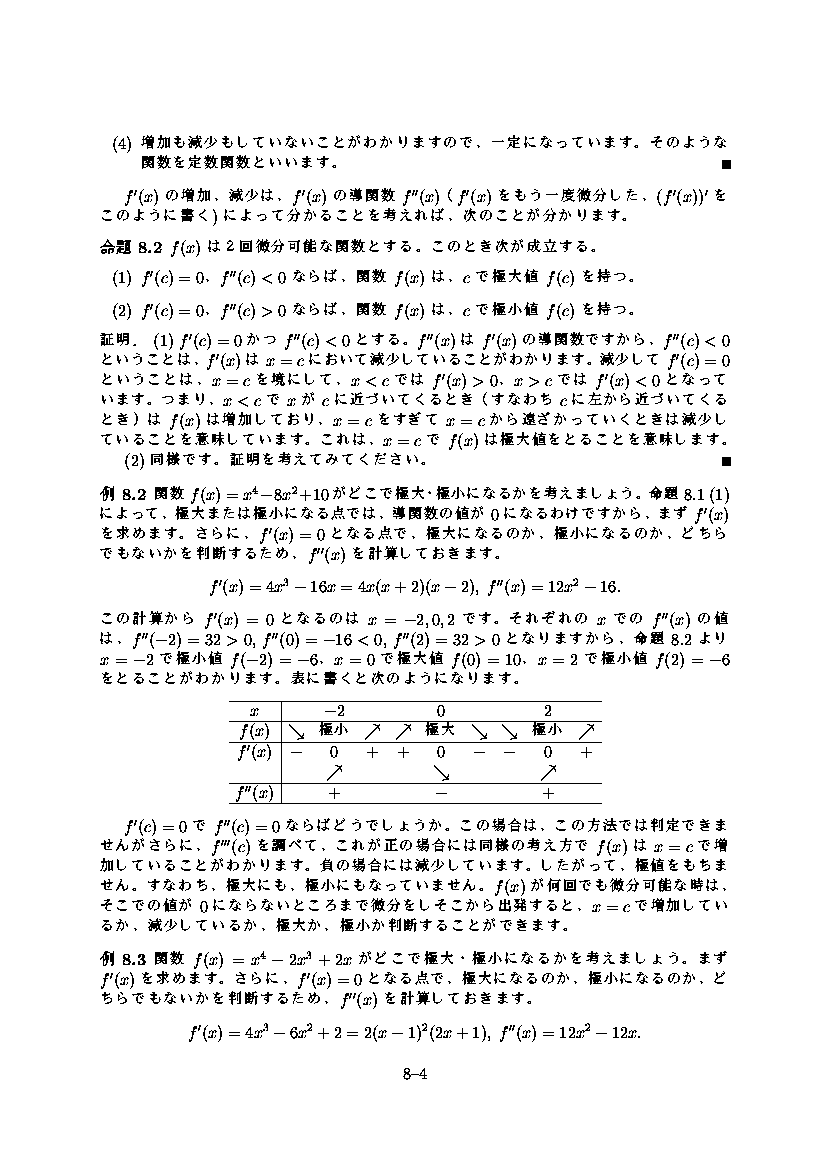 (4) 増加も減少もしていないことがわかりますので、一定になっています。そのような
関数を定数関数といいます。 ■
f′(x) の増加、減少は、f′(x) の導関数 f″(x) ( f′(x) をもう一度微分した、(f′(x))′ を
このように書く) によって分かることを考えれば、次のことが分かります。
命題 8.2 f(x) は２回微分可能な関数とする。このとき次が成立する。
(1) f′(c) = 0、f″(c) < 0 ならば、関数 f(x) は、c で極大値 f(c) を持つ。
(2) f′(c) = 0、f″(c) > 0 ならば、関数 f(x) は、c で極小値 f(c) を持つ。
証明． (1) f′(c) = 0 かつ f″(c) < 0 とする。f″(x) は f′(x) の導関数ですから、f″(c) < 0
ということは、f′(x) は x = c において減少していることがわかります。減少して f′(c) = 0
ということは、x = c を境にして、x < c では f′(x) > 0、x > c では f′(x) < 0 となって
います。つまり、x < c で x が c に近づいてくるとき（すなわち c に左から近づいてくる
とき）は f(x) は増加しており、x = c をすぎて x = c から遠ざかっていくときは減少し
ていることを意味しています。これは、x = c で f(x) は極大値をとることを意味します。
(2) 同様です。証明を考えてみてください。 ■
例 8.2 関数 f(x) = x⁴−8x²+10 がどこで極大・極小になるかを考えましょう。命題 8.1 (1)
によって、極大または極小になる点では、導関数の値が 0 になるわけですから、まず f′(x)
を求めます。さらに、f′(x) = 0 となる点で、極大になるのか、極小になるのか、どちら
でもないかを判断するため、f″(x) を計算しておきます。
f′(x) = 4x³ − 16x = 4x(x + 2)(x − 2), f″(x) = 12x² − 16.
この計算から f′(x) = 0 となるのは x = −2, 0, 2 です。それぞれの x での f″(x) の値
は、f″(−2) = 32 > 0, f″(0) = −16 < 0, f″(2) = 32 > 0 となりますから、命題 8.2 より
x = −2 で極小値 f(−2) = −6、x = 0 で極大値 f(0) = 10、x = 2 で極小値 f(2) = −6
をとることがわかります。表に書くと次のようになります。
x −2 0 2
f(x) ↘ 極小 ↗ ↗ 極大 ↘ ↘ 極小 ↗
f′(x) − 0 + + 0 − − 0 +
↗ ↘ ↗
f″(x) + − +
f′(c) = 0 で f″(c) = 0 ならばどうでしょうか。この場合は、この方法では判定できま
せんがさらに、f‴(c) を調べて、これが正の場合には同様の考え方で f(x) は x = c で増
加していることがわかります。負の場合には減少しています。したがって、極値をもちま
せん。すなわち、極大にも、極小にもなっていません。f(x) が何回でも微分可能な時は、
そこでの値が 0 にならないところまで微分をしそこから出発すると、x = c で増加してい
るか、減少しているか、極大か、極小か判断することができます。
例 8.3 関数 f(x) = x⁴ − 2x³ + 2x がどこで極大・極小になるかを考えましょう。まず
f′(x) を求めます。さらに、f′(x) = 0 となる点で、極大になるのか、極小になるのか、ど
ちらでもないかを判断するため、f″(x) を計算しておきます。
f′(x) = 4x³ − 6x² + 2 = 2(x − 1)²(2x + 1), f″(x) = 12x² − 12x.
8–4